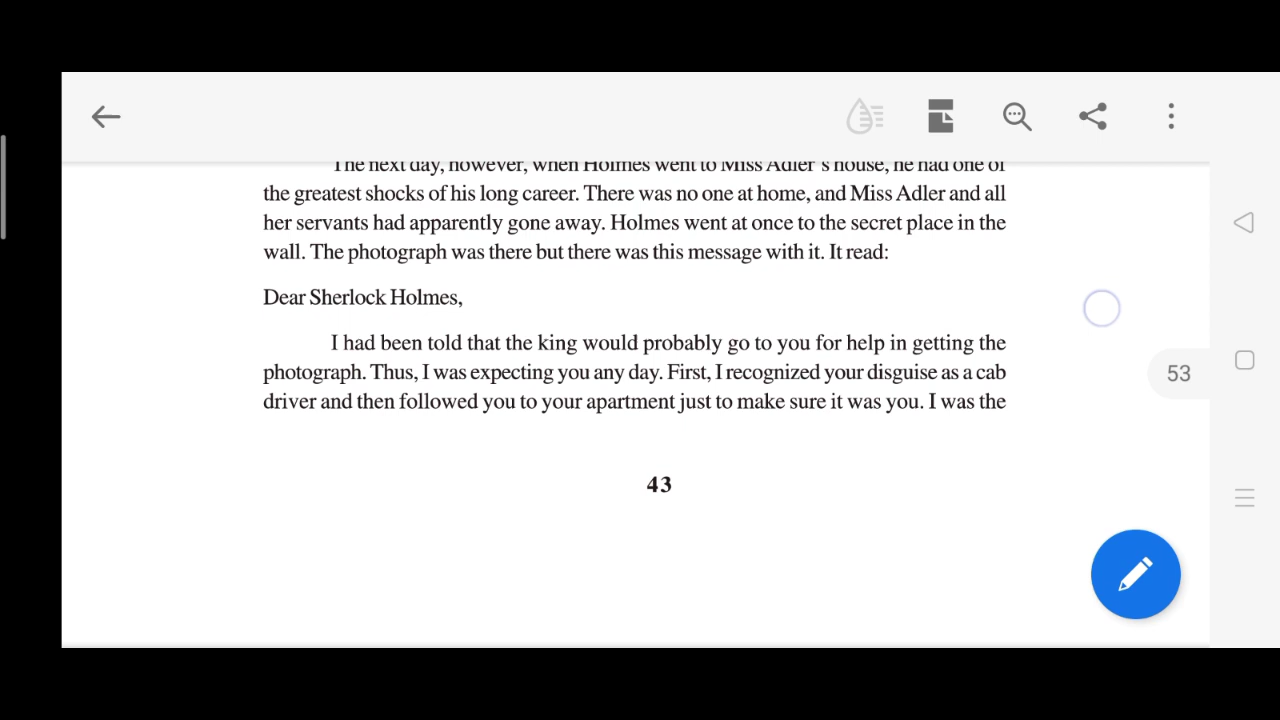 The next day, however, when Holmes went to Miss Adler's house, he had one of
the greatest shocks of his long career. There was no one at home, and Miss Adler and all
her servants had apparently gone away. Holmes went at once to the secret place in the
wall. The photograph was there but there was this message with it. It read:
Dear Sherlock Holmes,
I had been told that the king would probably go to you for help in getting the
photograph. Thus, I was expecting you any day. First, I recognized your disguise as a cab
driver and then followed you to your apartment just to make sure it was you. I was the
53
43